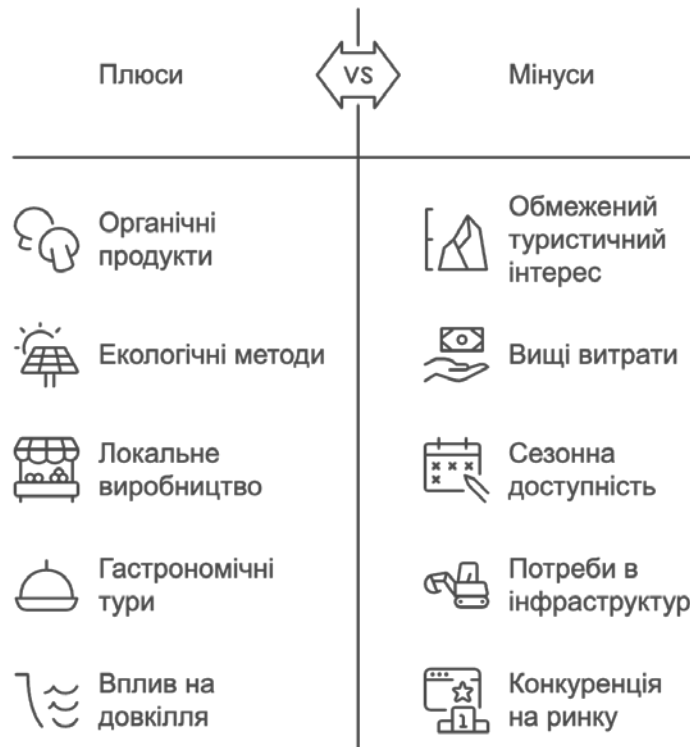 Плюси
VS
Мінуси
Органічні
продукти
Обмежений
туристичний
інтерес
Екологічні методи
Вищі витрати
Локальне
виробництво
Сезонна
доступність
Гастрономічні
тури
Потреби в
інфраструктур
Вплив на
довкілля
Конкуренція
на ринку
1